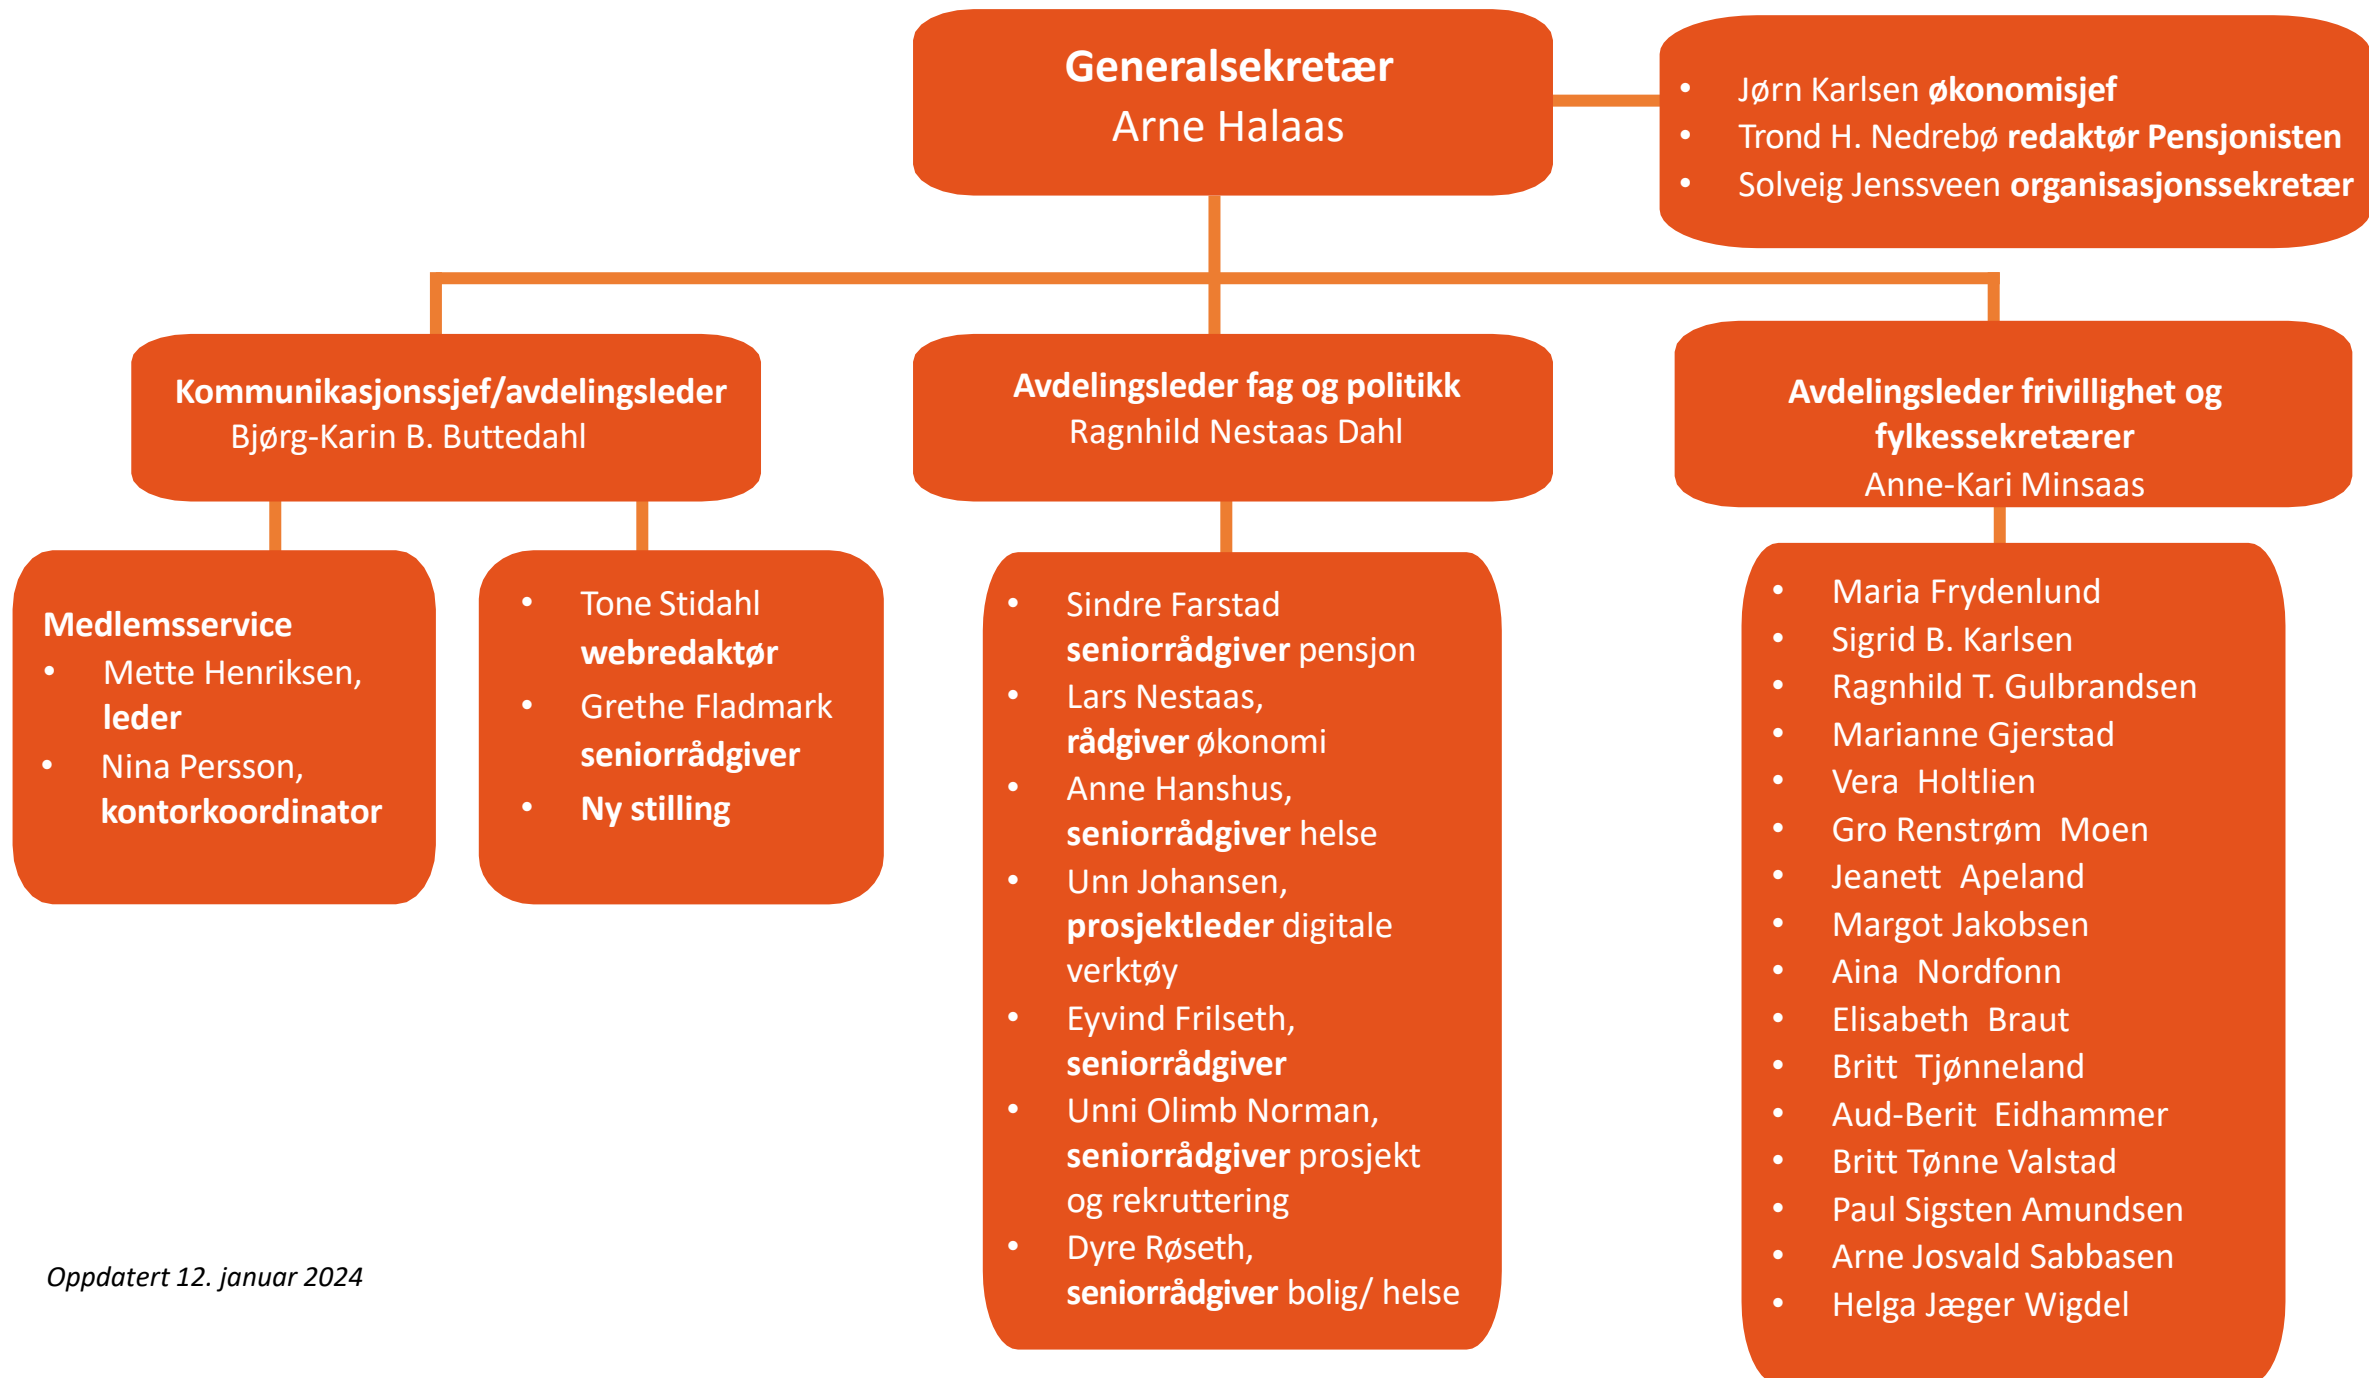 Generalsekretær
Arne Halaas
• Jørn Karlsen økonomisjef
• Trond H. Nedrebø redaktør Pensjonisten
• Solveig Jenssveen organisasjonssekretær
Kommunikasjonssjef/avdelingsleder
Bjørg-Karin B. Buttedahl
Avdelingsleder fag og politikk
Ragnhild Nestaas Dahl
Avdelingsleder frivillighet og
fylkessekretærer
Anne-Kari Minsaas
Medlemsservice
• Mette Henriksen,
leder
• Nina Persson,
kontorkoordinator
• Tone Stidahl
webredaktør
• Grethe Fladmark
seniorrådgiver
• Ny stilling
• Sindre Farstad
seniorrådgiver pensjon
• Lars Nestaas,
rådgiver økonomi
• Anne Hanshus,
seniorrådgiver helse
• Unn Johansen,
prosjektleder digitale
verktøy
• Eyvind Frilseth,
seniorrådgiver
• Unni Olimb Norman,
seniorrådgiver prosjekt
og rekruttering
• Dyre Røseth,
seniorrådgiver bolig/ helse
• Maria Frydenlund
• Sigrid B. Karlsen
• Ragnhild T. Gulbrandsen
• Marianne Gjerstad
• Vera Holtlien
• Gro Renstrøm Moen
• Jeanett Apeland
• Margot Jakobsen
• Aina Nordfonn
• Elisabeth Braut
• Britt Tjønneland
• Aud-Berit Eidhammer
• Britt Tønne Valstad
• Paul Sigsten Amundsen
• Arne Josvald Sabbasen
• Helga Jæger Wigdel
Oppdatert 12. januar 2024